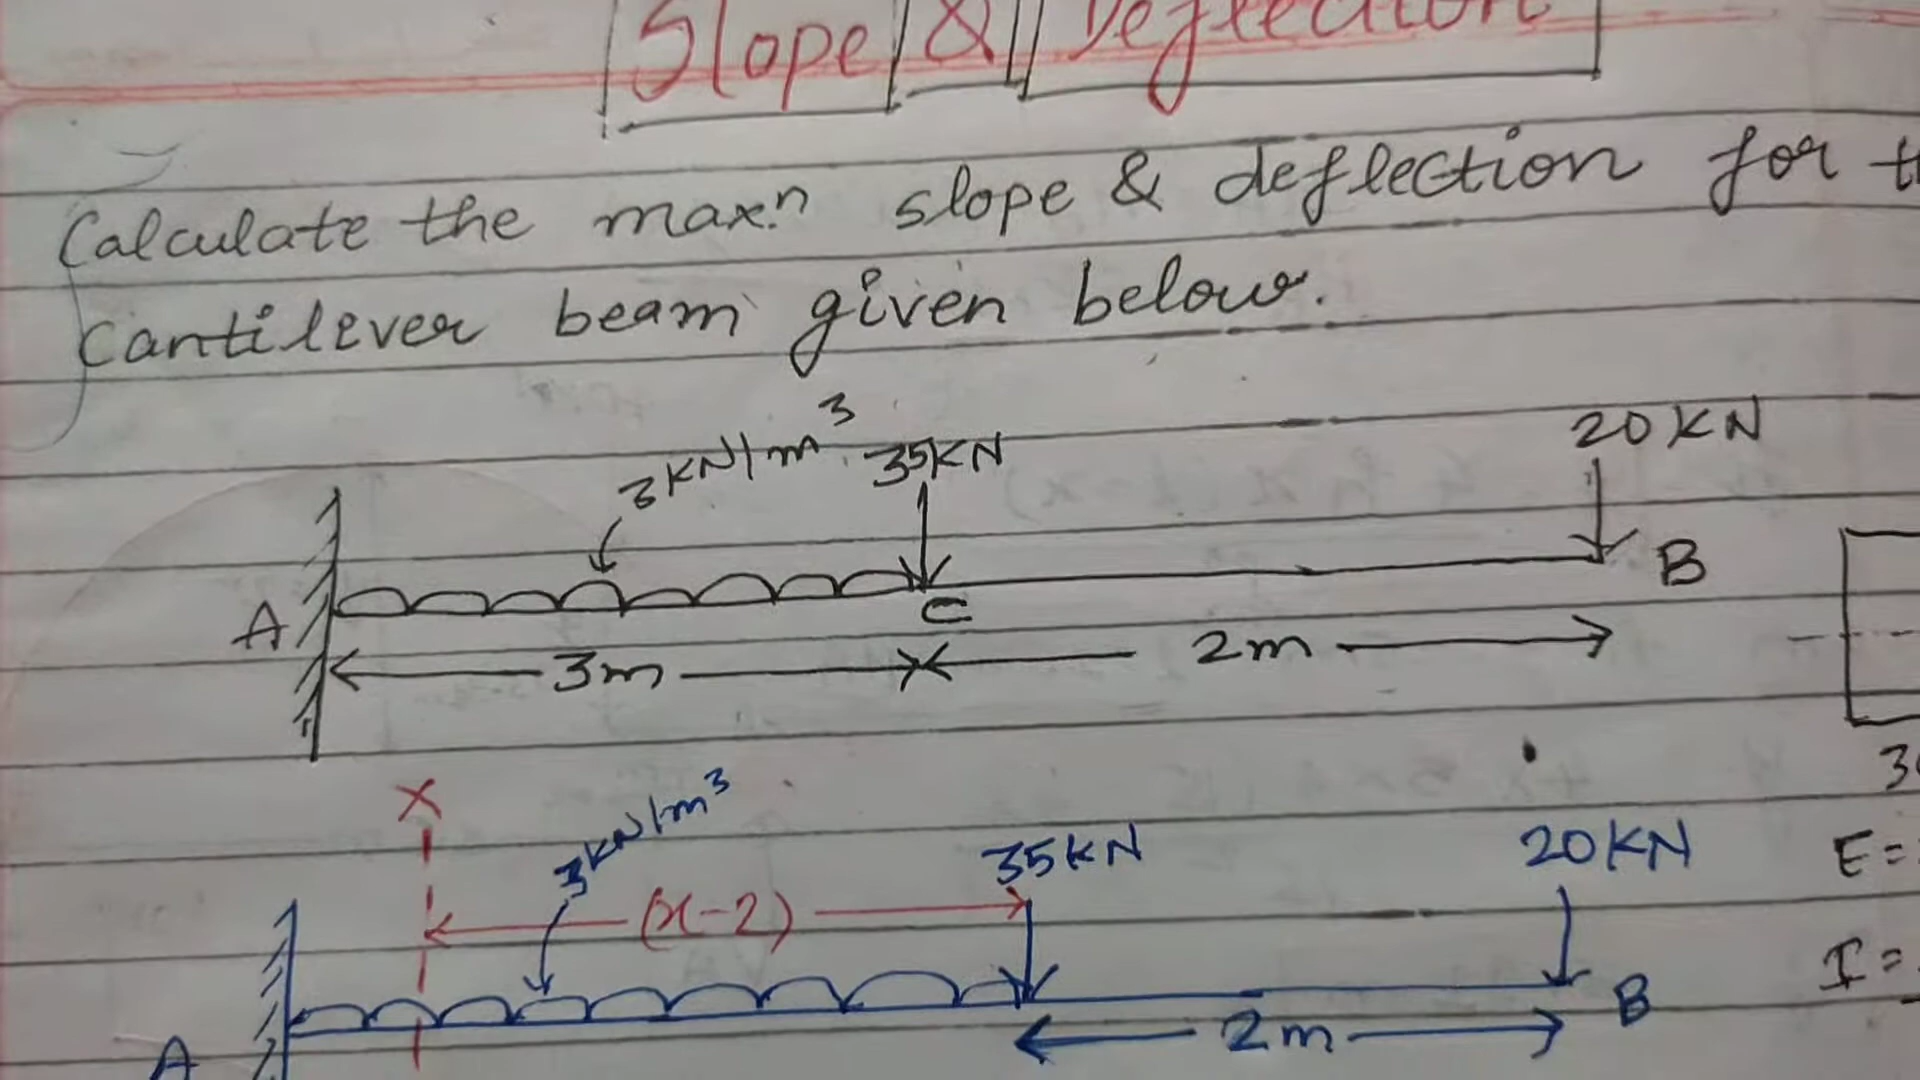 Slope & Deflection
Calculate the maxᵐ slope & deflection for
Cantilever beam given below.
3KN/m³ 35KN 20KN
A C B
3m 2m
X 3KN/m³ 35KN 20KN E=
(x-2) I=
A 2m B